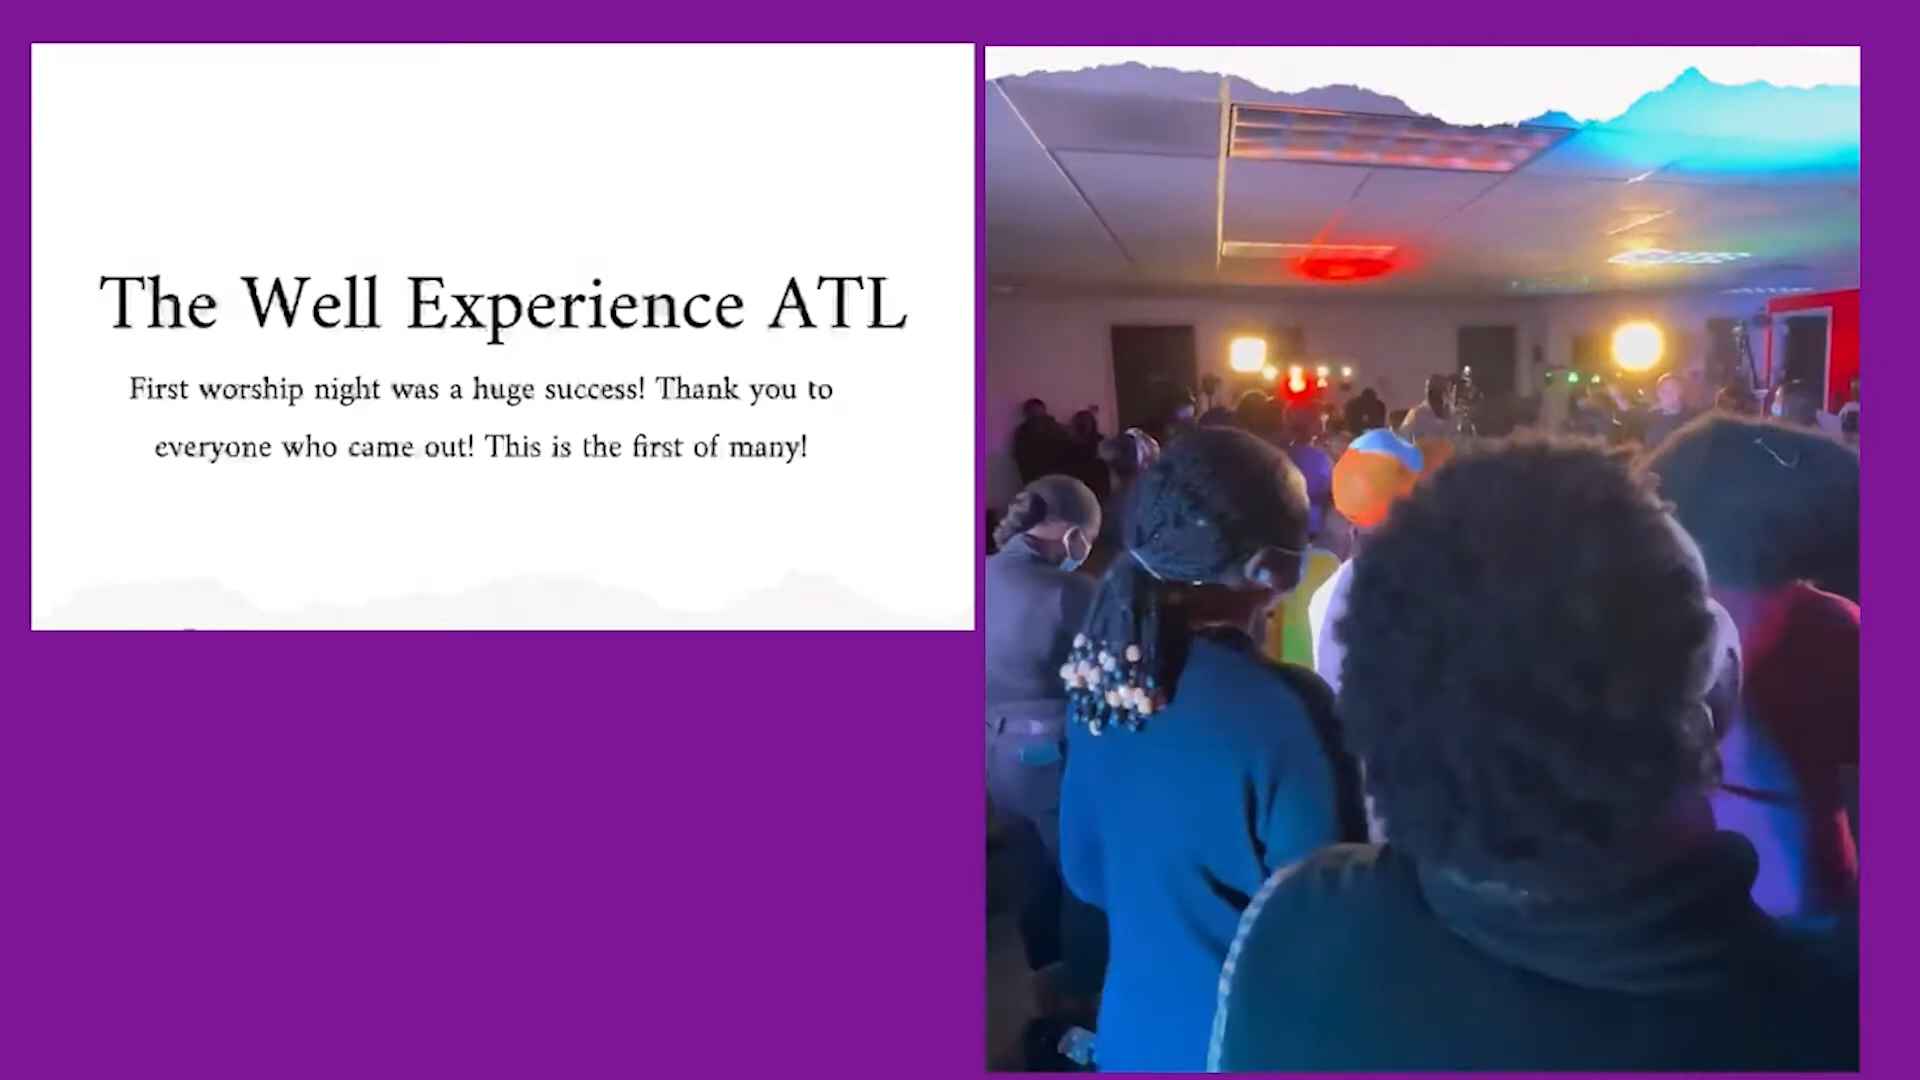 The Well Experience ATL
First worship night was a huge success! Thank you to
everyone who came out! This is the first of many!